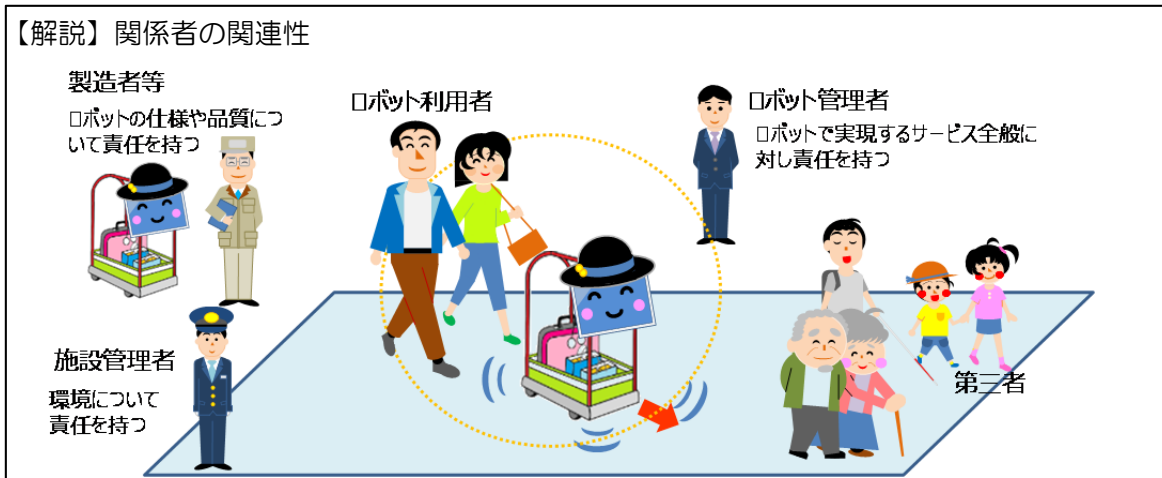 【解説】関係者の関連性
製造者等
ロボットの仕様や品質につ
いて責任を持つ
ロボット利用者
ロボット管理者
ロボットで実現するサービス全般に
対し責任を持つ
施設管理者
環境について
責任を持つ
第三者